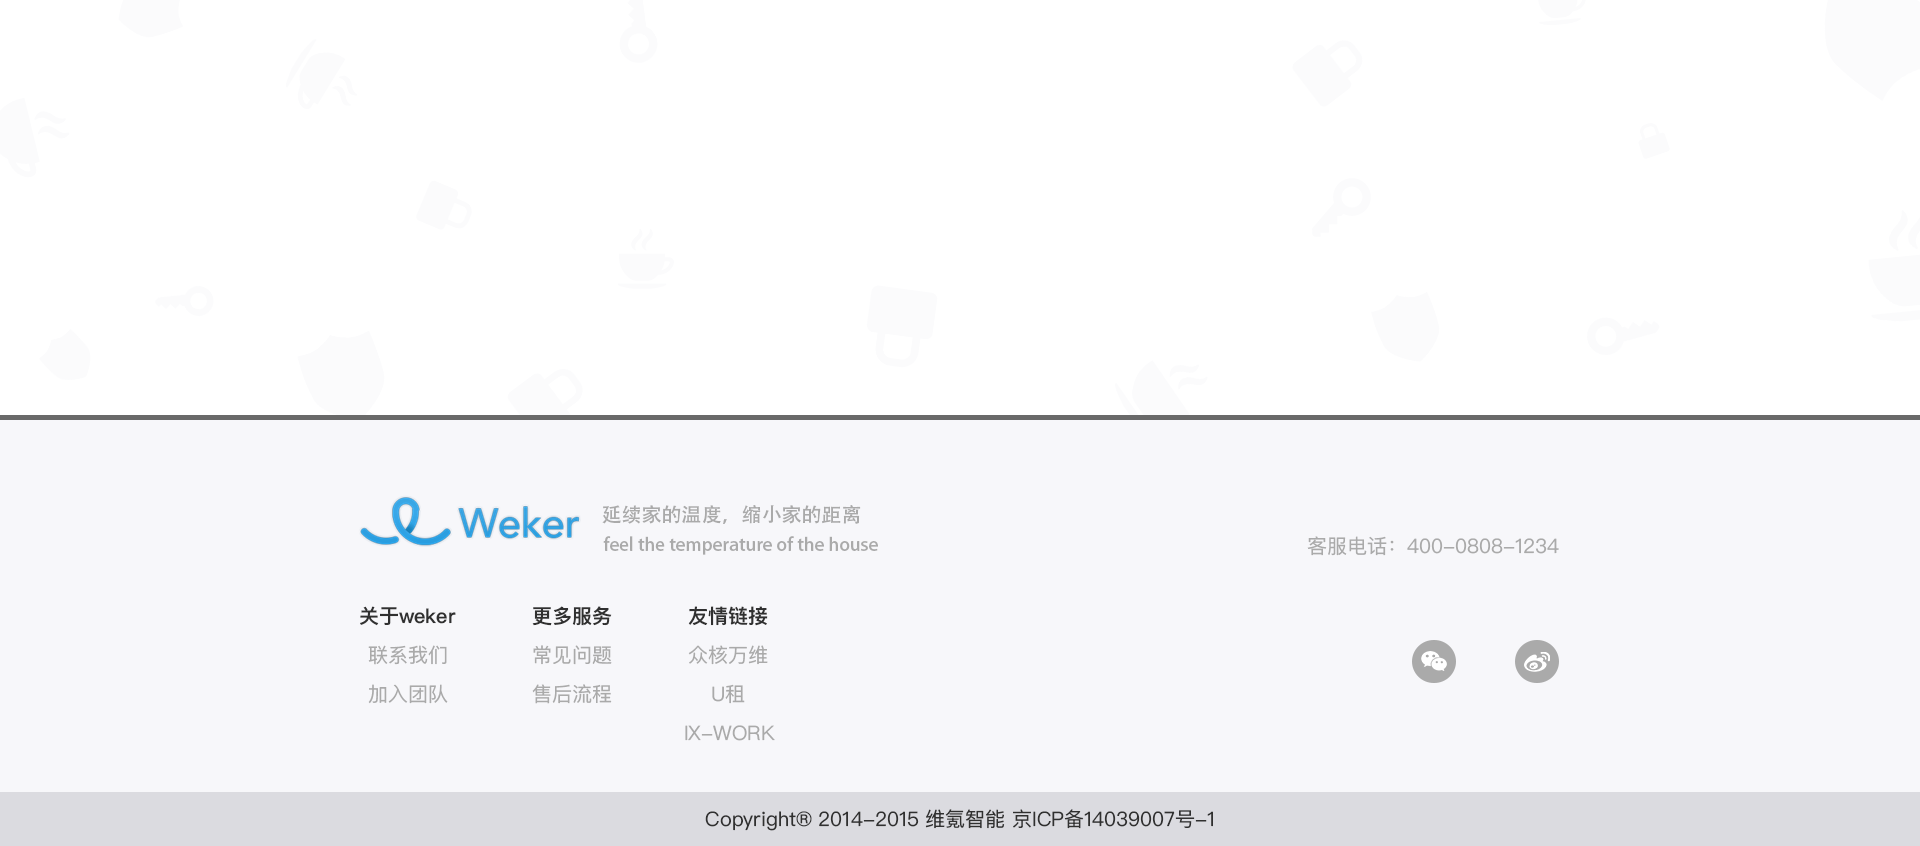 Weker
延续家的温度，缩小家的距离
feel the temperature of the house
客服电话：400-0808-1234
关于weker
联系我们
加入团队
更多服务
常见问题
售后流程
友情链接
众核万维
U租
IX-WORK
Copyright® 2014-2015 维氪智能 京ICP备14039007号-1